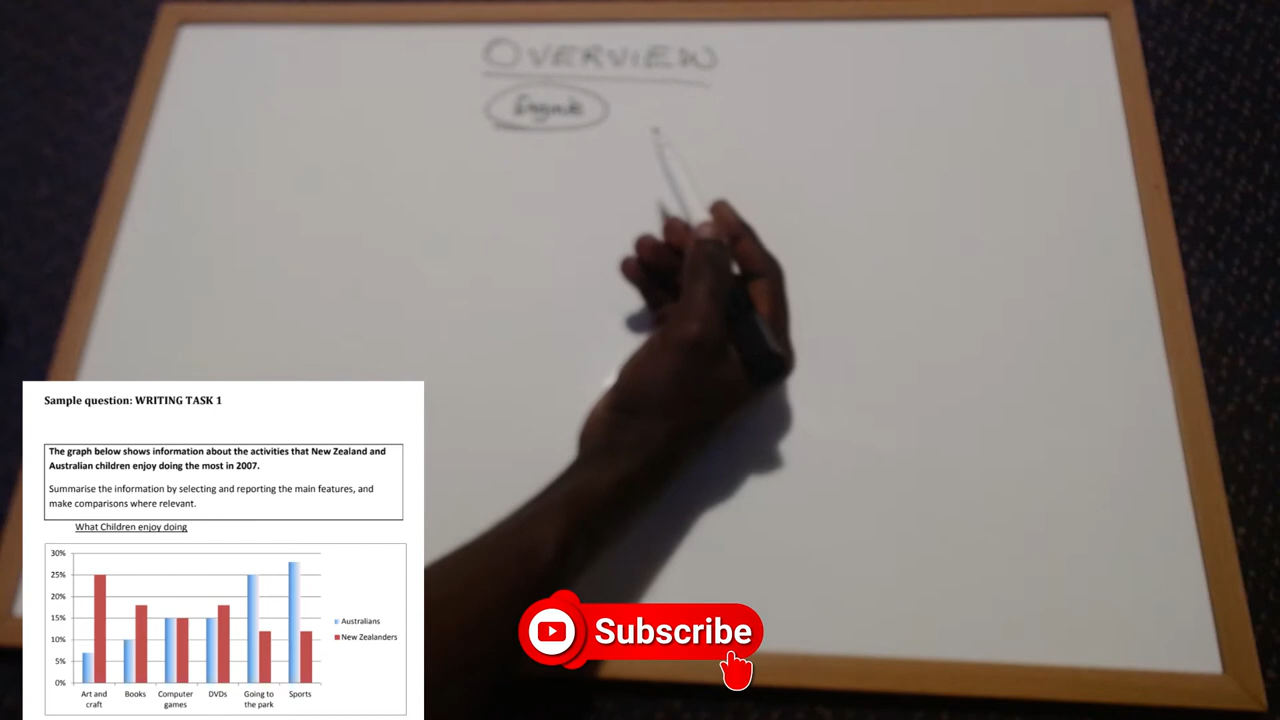 OVERVIEW
Sample question: WRITING TASK 1
The graph below shows information about the activities that New Zealand and
Australian children enjoy doing the most in 2007.
Summarise the information by selecting and reporting the main features, and
make comparisons where relevant.
What Children enjoy doing
30%
25%
20%
15%
10%
5%
0%
Art and
craft
Books
Computer
games
DVDs
Going to
the park
Sports
Australians
New Zealanders
Subscribe